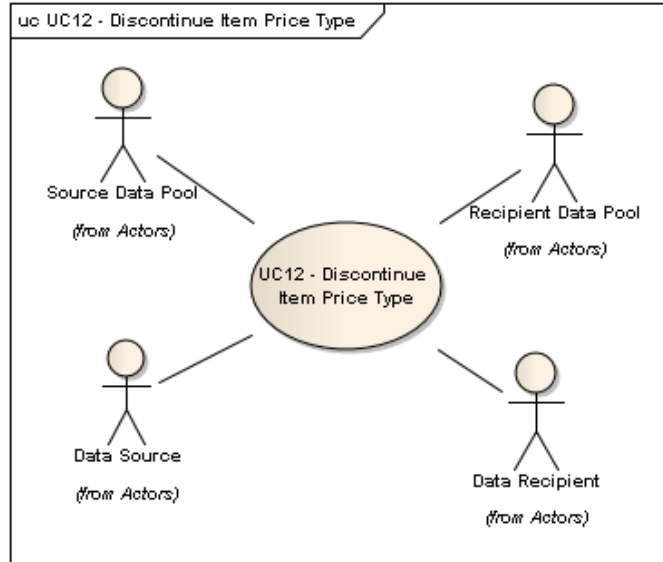 uc UC12 - Discontinue Item Price Type
Source Data Pool
(from Actors)
Recipient Data Pool
(from Actors)
UC12 - Discontinue
Item Price Type
Data Source
(from Actors)
Data Recipient
(from Actors)